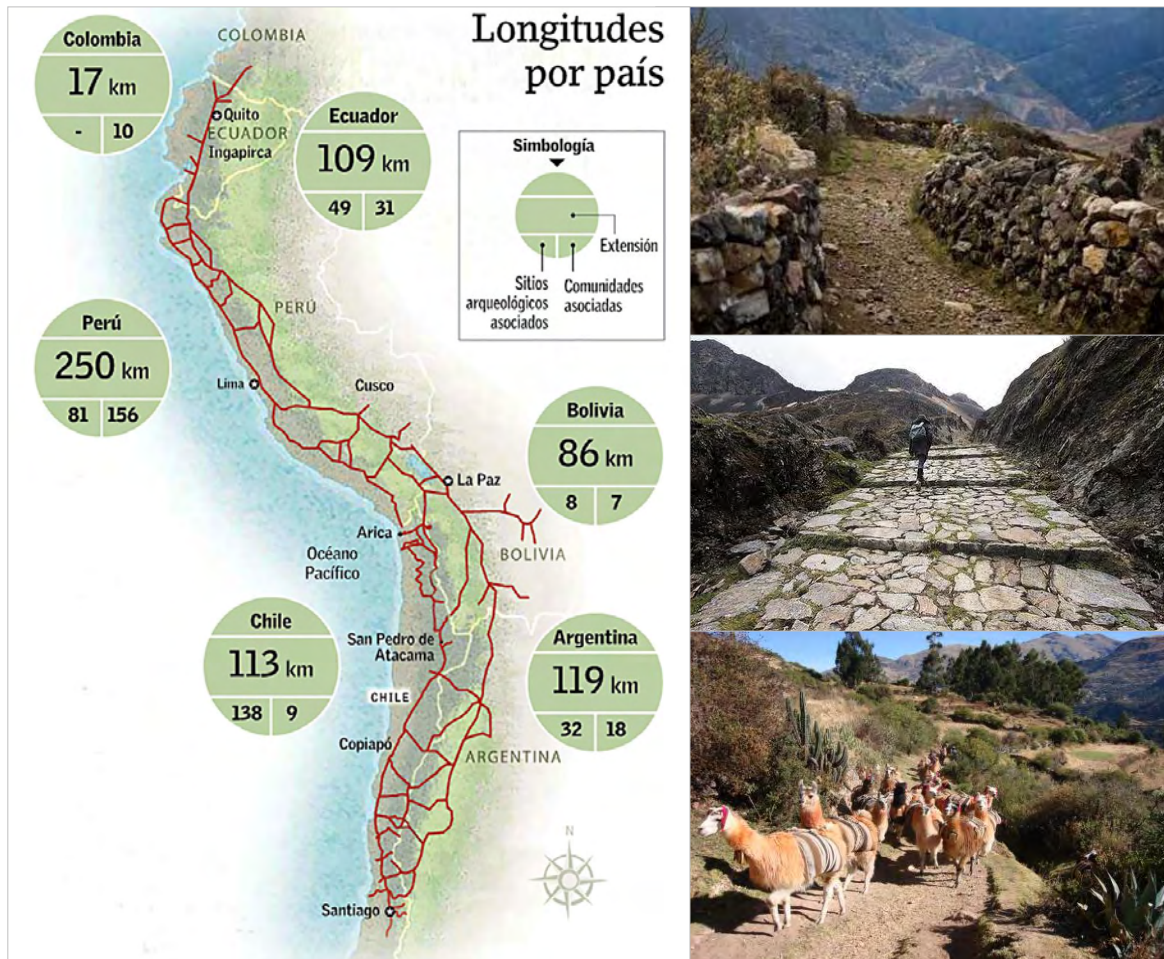 Longitudes
por país
Colombia
17 km
- 10
COLOMBIA
Quito
ECUADOR
Ingapirca
Ecuador
109 km
49 31
Simbología
Extensión
Sitios
arqueológicos
asociados
Comunidades
asociadas
PERÚ
Perú
250 km
81 156
Lima
Cusco
Bolivia
86 km
8 7
La Paz
Arica
Océano
Pacífico
BOLIVIA
Chile
113 km
138 9
San Pedro de
Atacama
Argentina
119 km
32 18
CHILE
Copiapó
ARGENTINA
N
Santiago